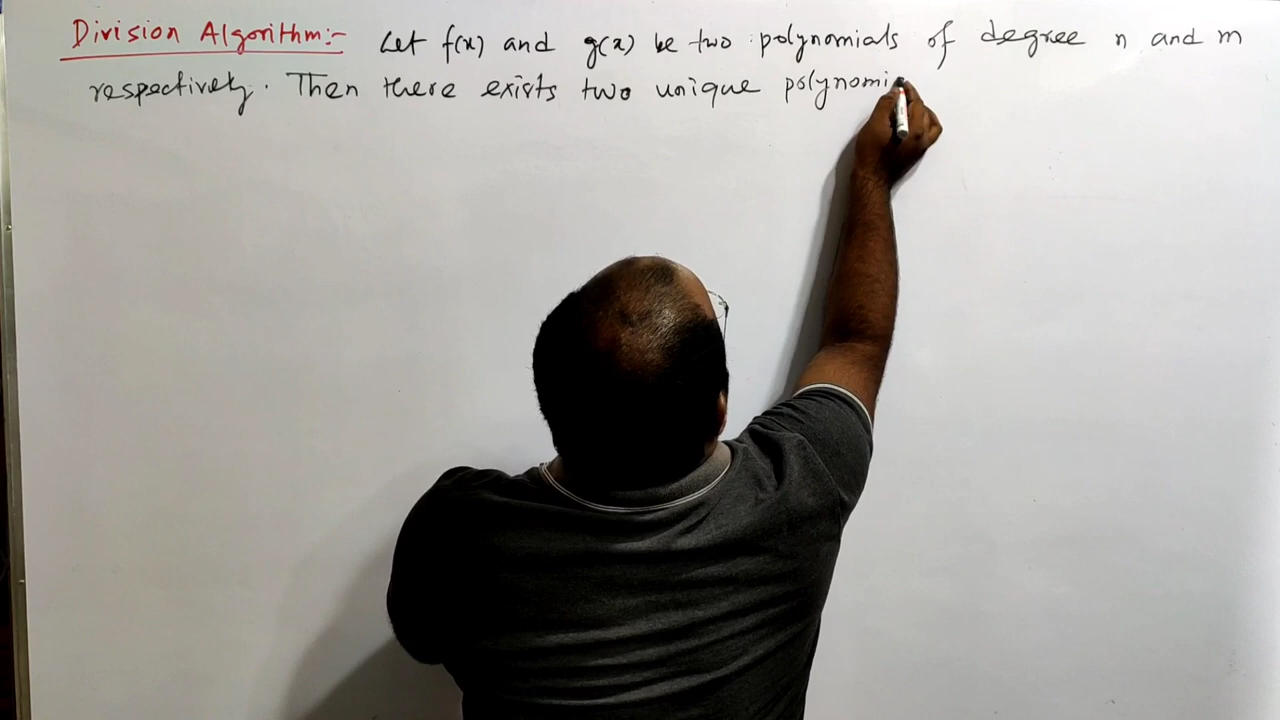 Division Algorithm:- Let f(x) and g(x) be two polynomials of degree n and m
respectively. Then there exists two unique polynomi